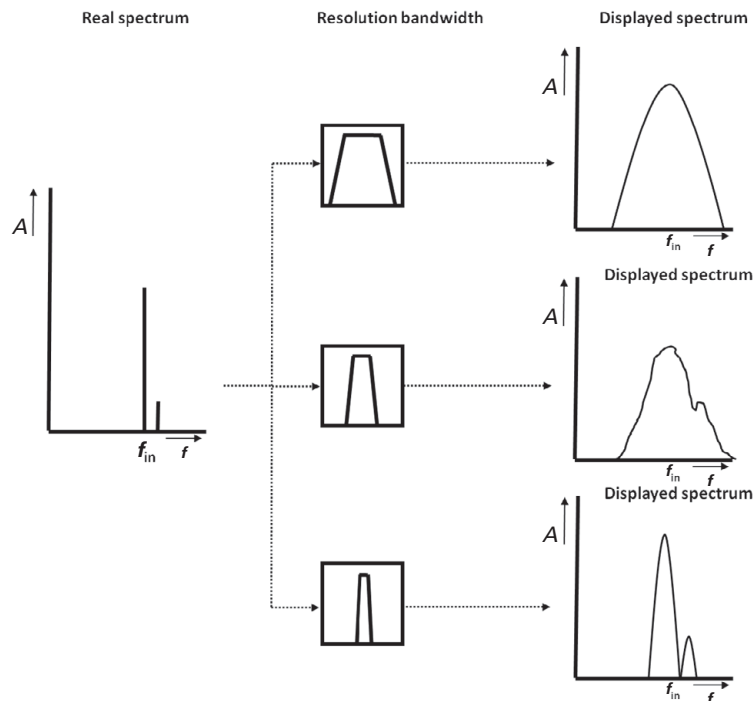 Real spectrum
Resolution bandwidth
Displayed spectrum
A
f_in f
A
f_in f
Displayed spectrum
A
f_in f
Displayed spectrum
A
f_in f